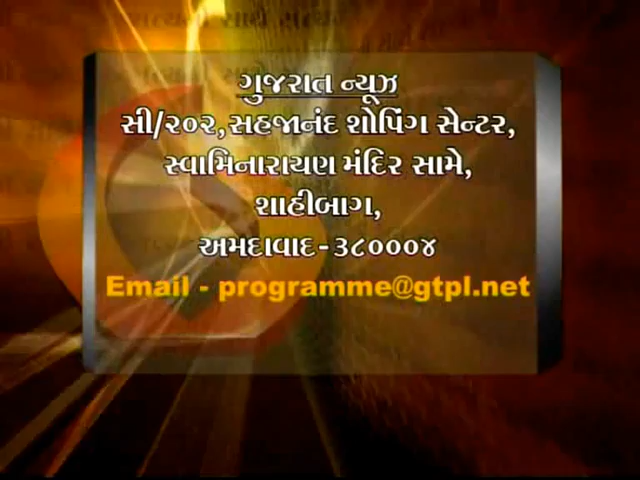 ગુજરાત ન્યૂઝ
સી/૨૦૨,સહજાનંદ શોપિંગ સેન્ટર,
સ્વામિનારાયણ મંદિર સામે,
શાહીબાગ,
અમદાવાદ-૩૮૦૦૦૪
Email - programme@gtpl.net